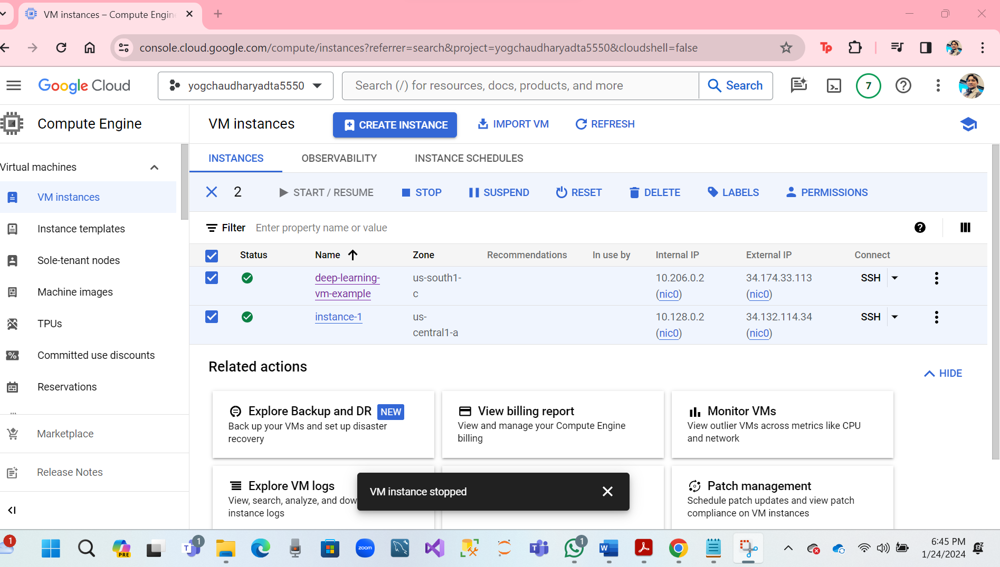 VM instances – Compute Engin
console.cloud.google.com/compute/instances?referrer=search&project=yogchaudharyadta5550&cloudshell=false
Tp
Google Cloud
yogchaudharyadta5550
Search (/) for resources, docs, products, and more
Search
7
Compute Engine
VM instances
CREATE INSTANCE
IMPORT VM
REFRESH
Virtual machines
VM instances
Instance templates
Sole-tenant nodes
Machine images
TPUs
Committed use discounts
Reservations
Marketplace
Release Notes
INSTANCES
OBSERVABILITY
INSTANCE SCHEDULES
2
START / RESUME
STOP
SUSPEND
RESET
DELETE
LABELS
PERMISSIONS
Filter
Enter property name or value
Status
Name
Zone
Recommendations
In use by
Internal IP
External IP
Connect
deep-learning-
vm-example
us-south1-
c
10.206.0.2
(nic0)
34.174.33.113
(nic0)
SSH
instance-1
us-
central1-a
10.128.0.2
(nic0)
34.132.114.34
(nic0)
SSH
Related actions
HIDE
Explore Backup and DR NEW
Back up your VMs and set up disaster
recovery
View billing report
View and manage your Compute Engine
billing
Monitor VMs
View outlier VMs across metrics like CPU
and network
Explore VM logs
View, search, analyze, and dow
instance logs
VM instance stopped
Patch management
Schedule patch updates and view patch
compliance on VM instances
1
PRE
1
zoom
1
6:45 PM
1/24/2024